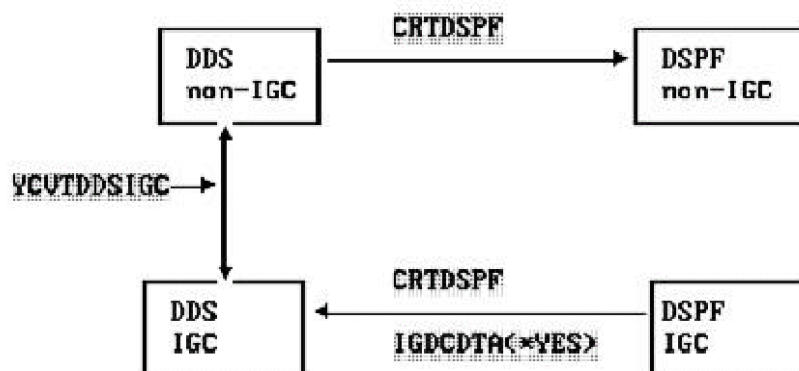 CRTDSPF
DDS
non-IGC
DSPF
non-IGC
YCVTDDSIGC
CRTDSPF
DDS
IGC
DSPF
IGC
IGDCDTA(*YES)